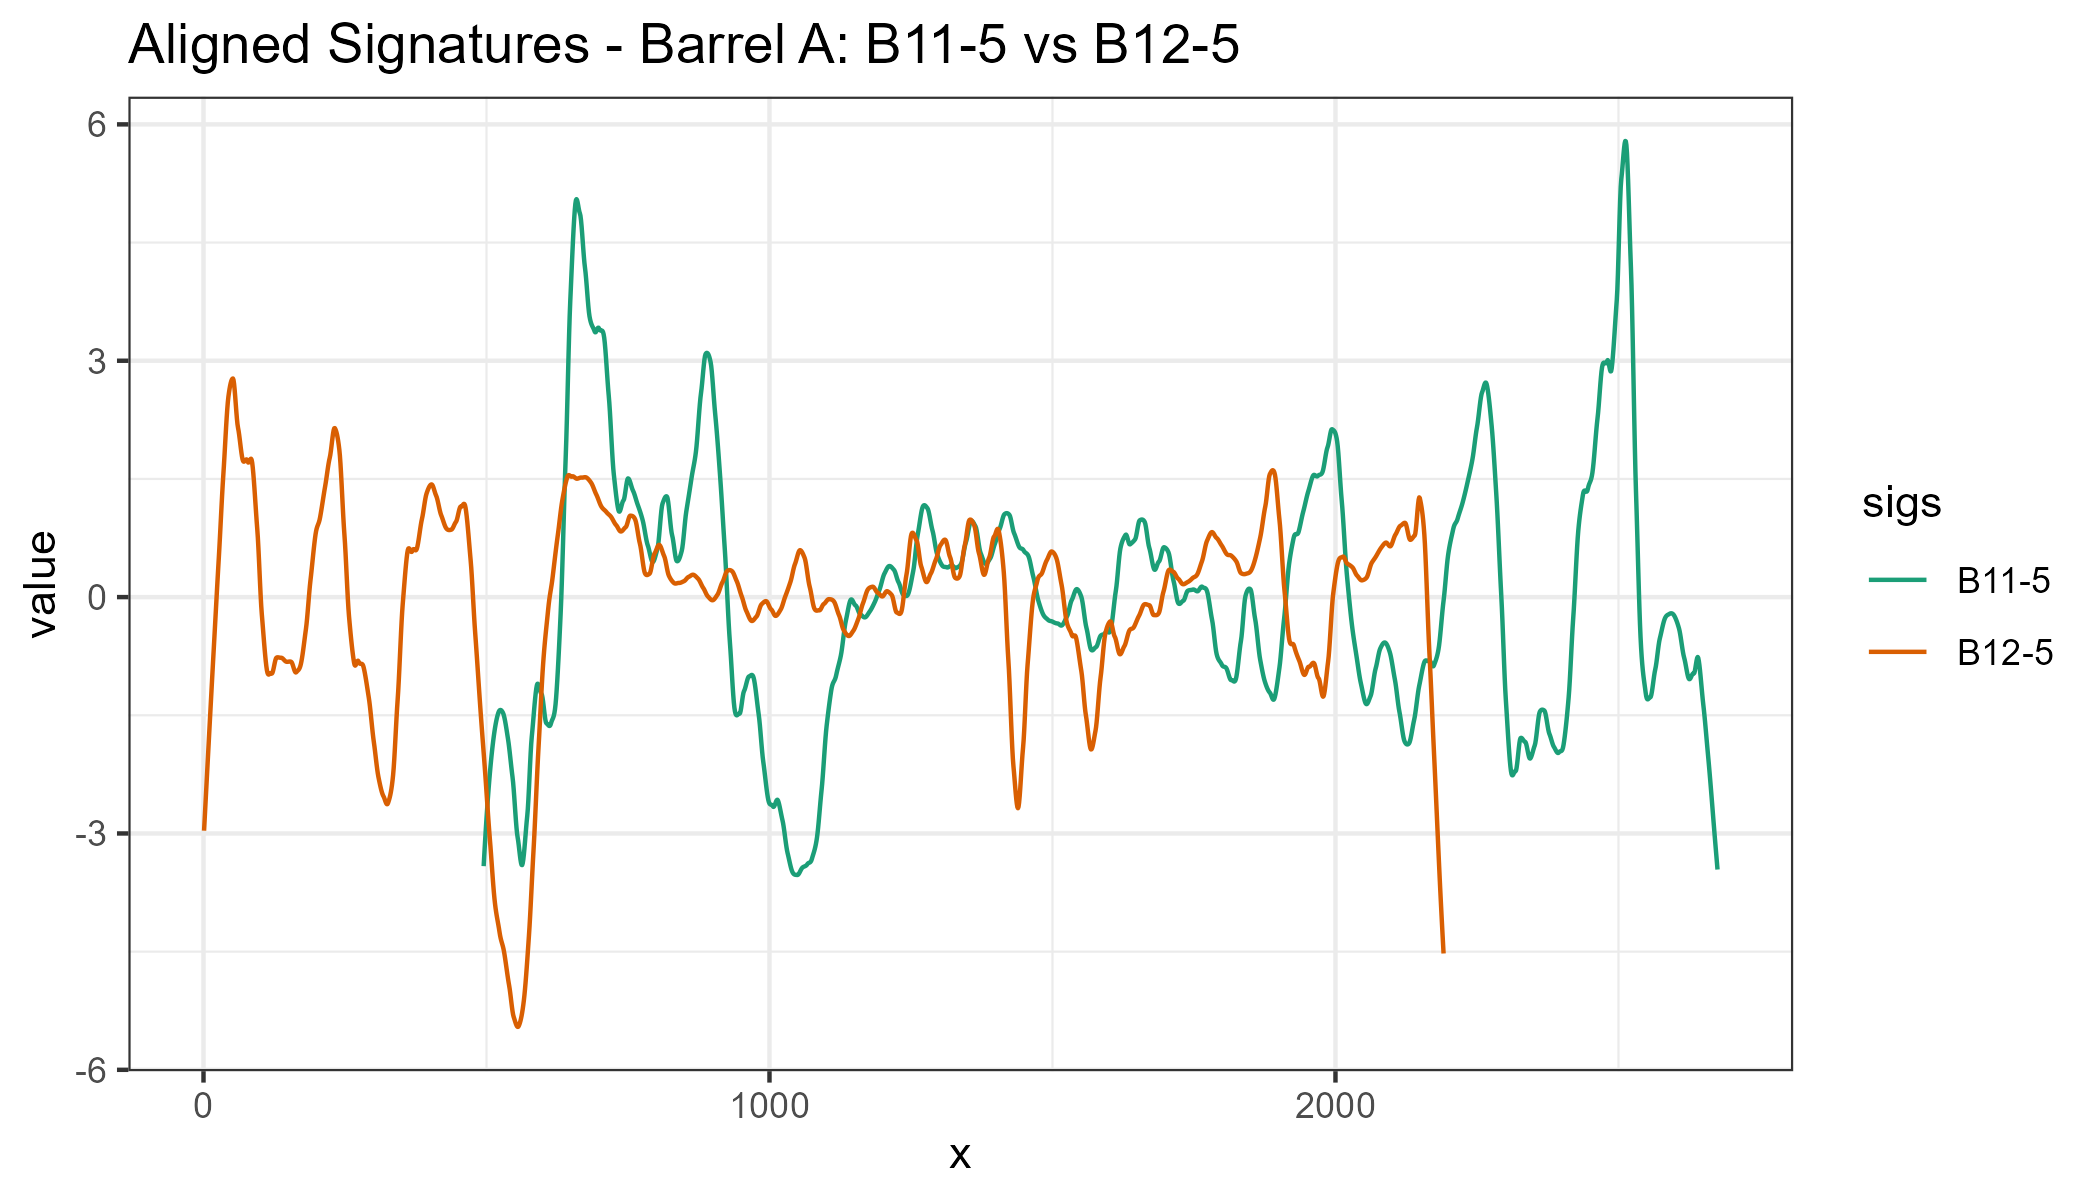 Aligned Signatures - Barrel A: B11-5 vs B12-5
6
3
0
-3
-6
value
0 1000 2000
x
sigs
B11-5
B12-5